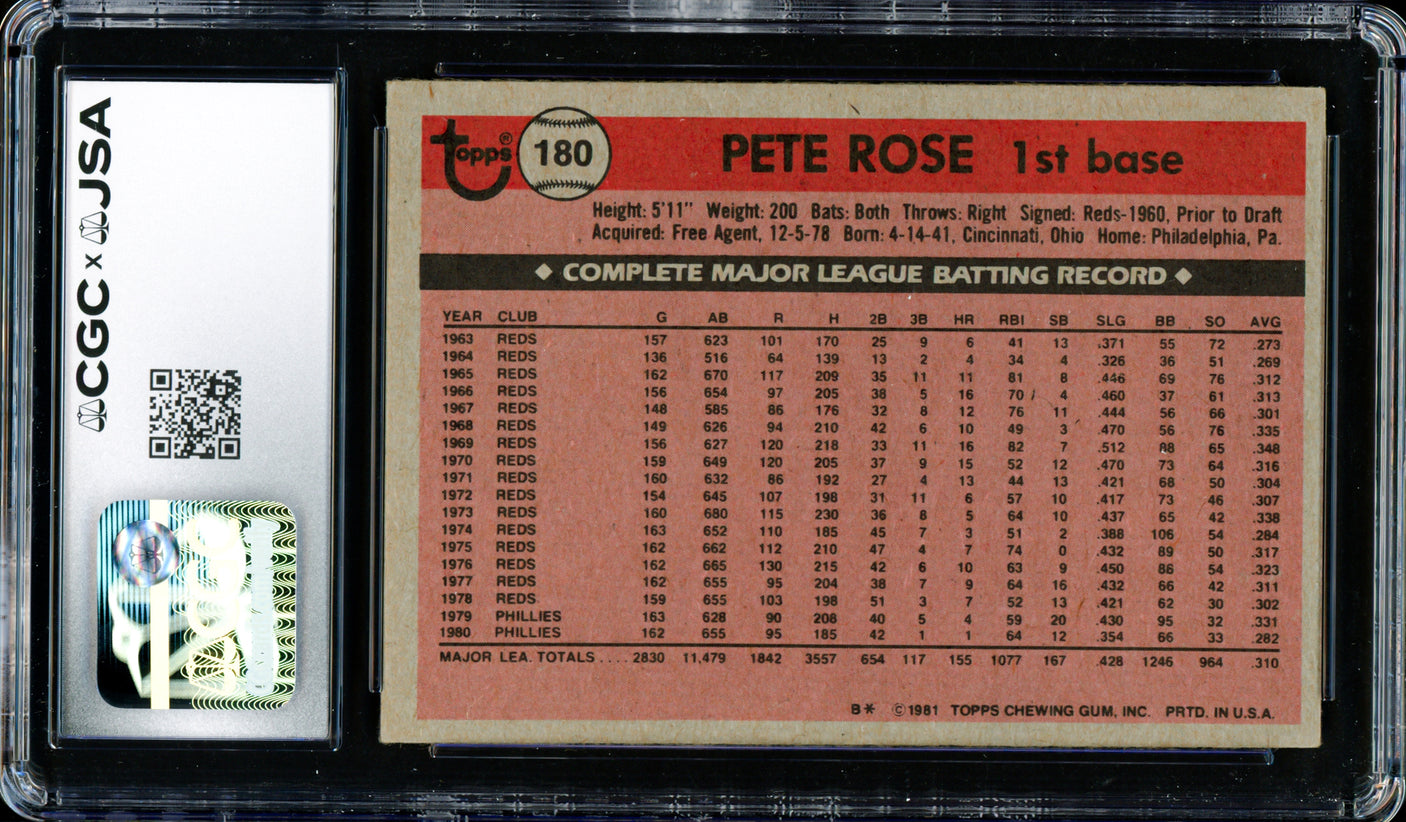 CGC x JSA
Topps® 180 PETE ROSE 1st base
Height: 5'11" Weight: 200 Bats: Both Throws: Right Signed: Reds-1960, Prior to Draft
Acquired: Free Agent, 12-5-78 Born: 4-14-41, Cincinnati, Ohio Home: Philadelphia, Pa.
◆ COMPLETE MAJOR LEAGUE BATTING RECORD ◆
YEAR CLUB G AB R H 2B 3B HR RBI SB SLG BB SO AVG
1963 REDS 157 623 101 170 25 9 6 41 13 .371 55 72 .273
1964 REDS 136 516 64 139 13 2 4 34 4 .326 36 51 .269
1965 REDS 162 670 117 209 35 11 11 81 8 .446 69 76 .312
1966 REDS 156 654 97 205 38 5 16 70 4 .460 37 61 .313
1967 REDS 148 585 86 176 32 8 12 76 11 .444 56 66 .301
1968 REDS 149 626 94 210 42 6 10 49 3 .470 56 76 .335
1969 REDS 156 627 120 218 33 11 16 82 7 .512 88 65 .348
1970 REDS 159 649 120 205 37 9 15 52 12 .470 73 64 .316
1971 REDS 160 632 86 192 27 4 13 44 13 .421 68 50 .304
1972 REDS 154 645 107 198 31 11 6 57 10 .417 73 46 .307
1973 REDS 160 680 115 230 36 8 5 64 10 .437 65 42 .338
1974 REDS 163 652 110 185 45 7 3 51 2 .388 106 54 .284
1975 REDS 162 662 112 210 47 4 7 74 0 .432 89 50 .317
1976 REDS 162 665 130 215 42 6 10 63 9 .450 86 54 .323
1977 REDS 162 655 95 204 38 7 9 64 16 .432 66 42 .311
1978 REDS 159 655 103 198 51 3 7 52 13 .421 62 30 .302
1979 PHILLIES 163 628 90 208 40 5 4 59 20 .430 95 32 .331
1980 PHILLIES 162 655 95 185 42 1 1 64 12 .354 66 33 .282
MAJOR LEA. TOTALS .... 2830 11,479 1842 3557 654 117 155 1077 167 .428 1246 964 .310
B* ©1981 TOPPS CHEWING GUM, INC. PRTD. IN U.S.A.